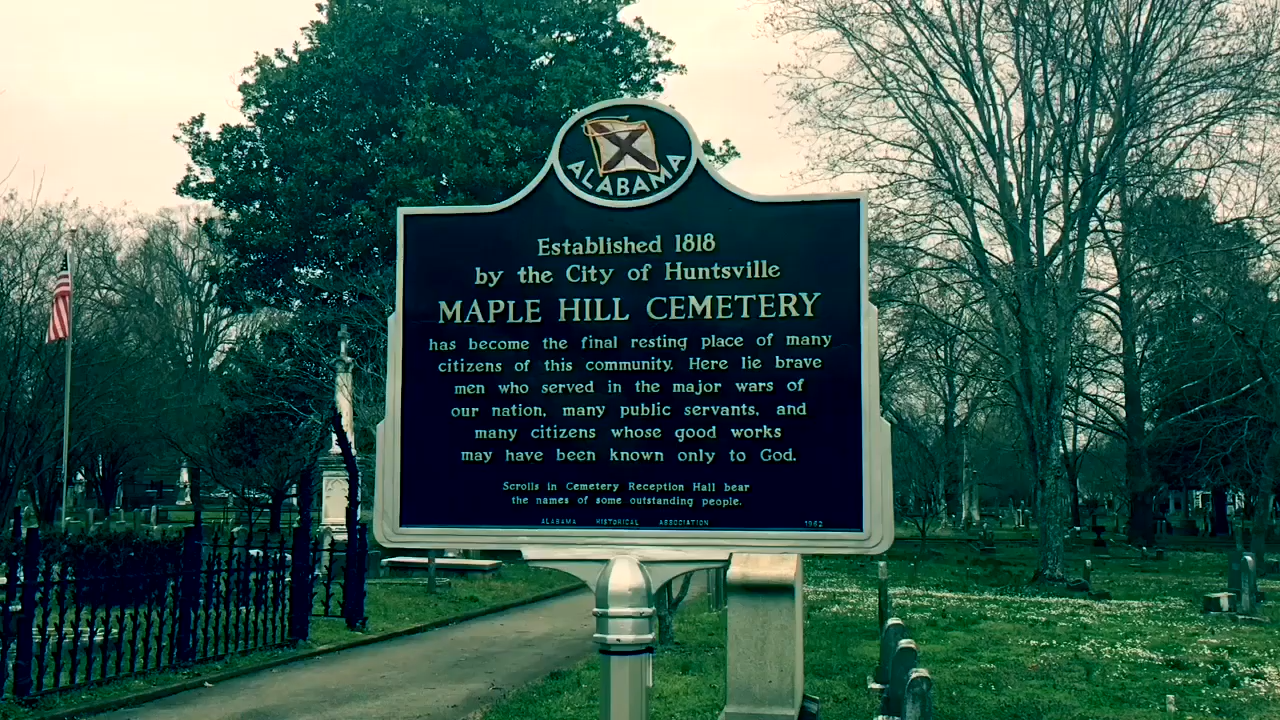 ALABAMA
Established 1818
by the City of Huntsville
MAPLE HILL CEMETERY
has become the final resting place of many
citizens of this community. Here lie brave
men who served in the major wars of
our nation, many public servants, and
many citizens whose good works
may have been known only to God.
Scrolls in Cemetery Reception Hall bear
the names of some outstanding people.
ALABAMA HISTORICAL ASSOCIATION 1962